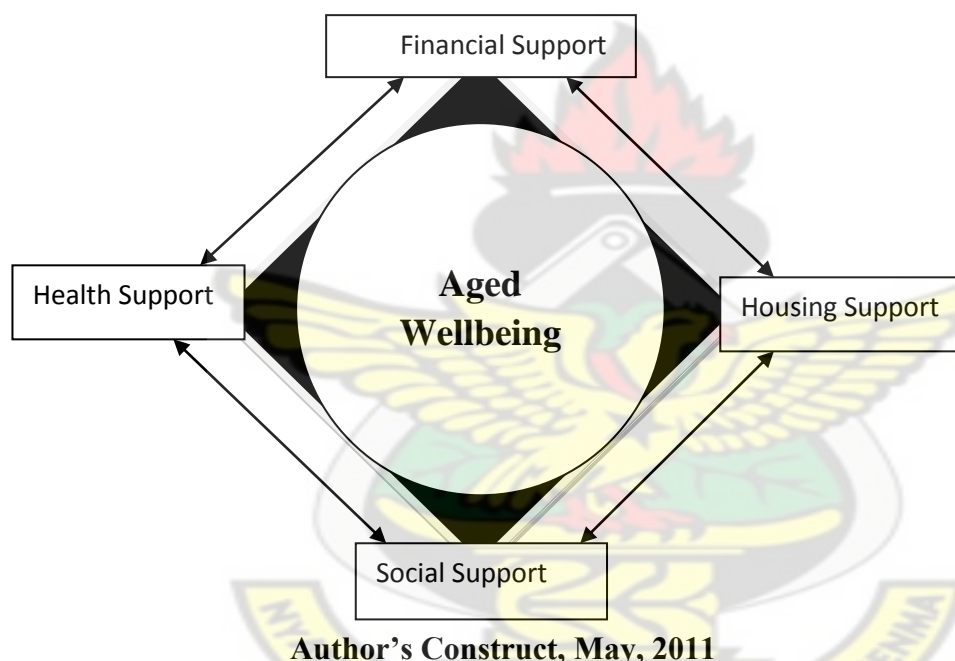 Financial Support
Health Support
Aged
Wellbeing
Housing Support
Social Support
Author's Construct, May, 2011